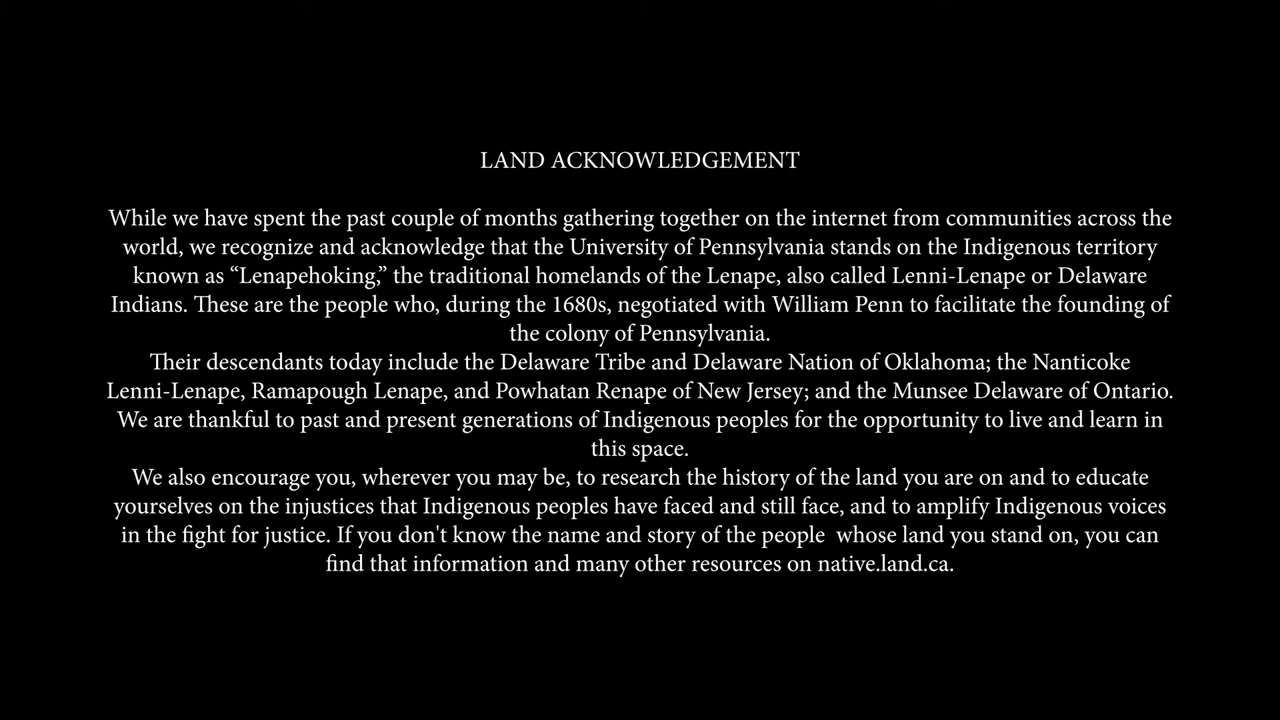 LAND ACKNOWLEDGEMENT
While we have spent the past couple of months gathering together on the internet from communities across the
world, we recognize and acknowledge that the University of Pennsylvania stands on the Indigenous territory
known as “Lenapehoking,” the traditional homelands of the Lenape, also called Lenni-Lenape or Delaware
Indians. These are the people who, during the 1680s, negotiated with William Penn to facilitate the founding of
the colony of Pennsylvania.
Their descendants today include the Delaware Tribe and Delaware Nation of Oklahoma; the Nanticoke
Lenni-Lenape, Ramapough Lenape, and Powhatan Renape of New Jersey; and the Munsee Delaware of Ontario.
We are thankful to past and present generations of Indigenous peoples for the opportunity to live and learn in
this space.
We also encourage you, wherever you may be, to research the history of the land you are on and to educate
yourselves on the injustices that Indigenous peoples have faced and still face, and to amplify Indigenous voices
in the fight for justice. If you don't know the name and story of the people  whose land you stand on, you can
find that information and many other resources on native.land.ca.